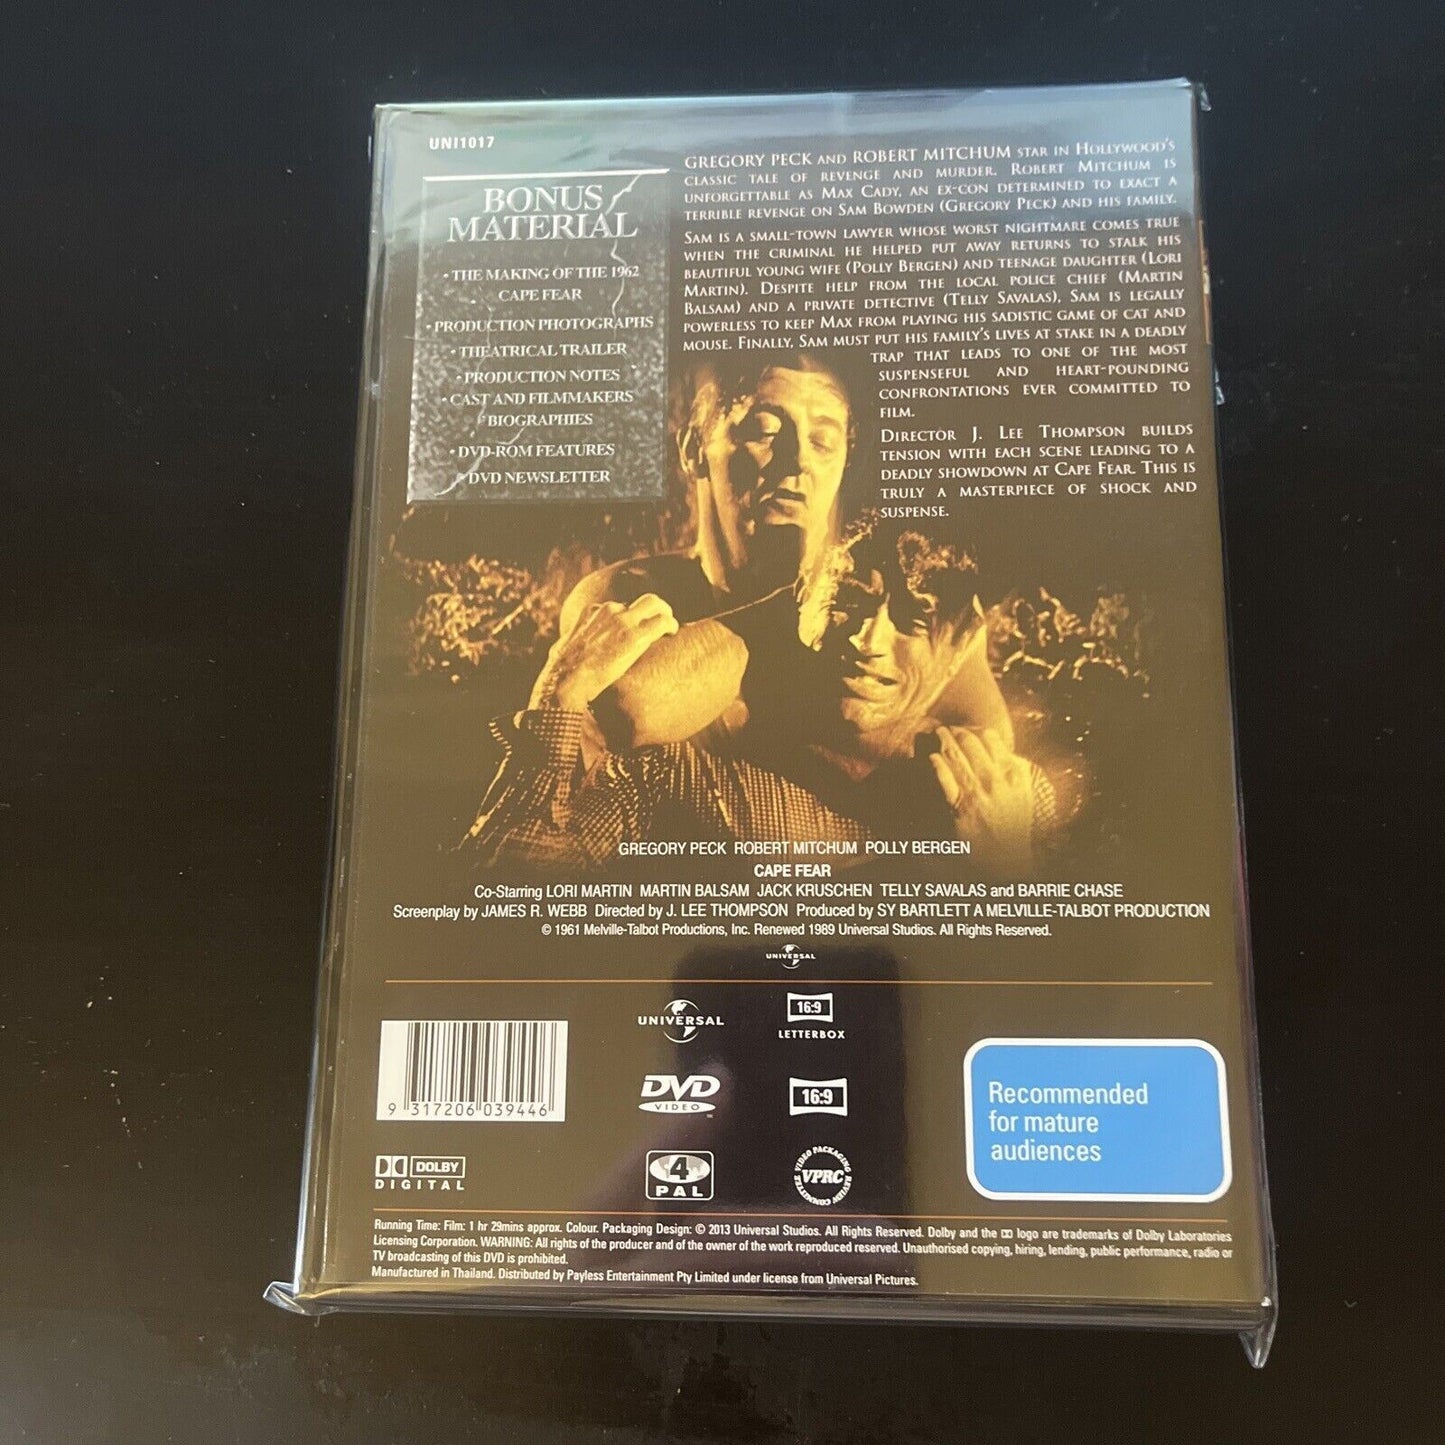 UNI1017
BONUS
MATERIAL
• THE MAKING OF THE 1962
CAPE FEAR
• PRODUCTION PHOTOGRAPHS
• THEATRICAL TRAILER
• PRODUCTION NOTES
• CAST AND FILMMAKERS
BIOGRAPHIES
• DVD-ROM FEATURES
• DVD NEWSLETTER
GREGORY PECK AND ROBERT MITCHUM STAR IN HOLLYWOOD'S
CLASSIC TALE OF REVENGE AND MURDER. ROBERT MITCHUM IS
UNFORGETTABLE AS MAX CADY, AN EX-CON DETERMINED TO EXACT A
TERRIBLE REVENGE ON SAM BOWDEN (GREGORY PECK) AND HIS FAMILY.
SAM IS A SMALL-TOWN LAWYER WHOSE WORST NIGHTMARE COMES TRUE
WHEN THE CRIMINAL HE HELPED PUT AWAY RETURNS TO STALK HIS
BEAUTIFUL YOUNG WIFE (POLLY BERGEN) AND TEENAGE DAUGHTER (LORI
MARTIN). DESPITE HELP FROM THE LOCAL POLICE CHIEF (MARTIN
BALSAM) AND A PRIVATE DETECTIVE (TELLY SAVALAS), SAM IS LEGALLY
POWERLESS TO KEEP MAX FROM PLAYING HIS SADISTIC GAME OF CAT AND
MOUSE. FINALLY, SAM MUST PUT HIS FAMILY'S LIVES AT STAKE IN A DEADLY
TRAP THAT LEADS TO ONE OF THE MOST
SUSPENSEFUL AND HEART-POUNDING
CONFRONTATIONS EVER COMMITTED TO
FILM.
DIRECTOR J. LEE THOMPSON BUILDS
TENSION WITH EACH SCENE LEADING TO A
DEADLY SHOWDOWN AT CAPE FEAR. THIS IS
TRULY A MASTERPIECE OF SHOCK AND
SUSPENSE.
GREGORY PECK ROBERT MITCHUM POLLY BERGEN
CAPE FEAR
Co-Starring LORI MARTIN MARTIN BALSAM JACK KRUSCHEN TELLY SAVALAS and BARRIE CHASE
Screenplay by JAMES R. WEBB Directed by J. LEE THOMPSON Produced by SY BARTLETT A MELVILLE-TALBOT PRODUCTION
© 1961 Melville-Talbot Productions, Inc. Renewed 1989 Universal Studios. All Rights Reserved.
UNIVERSAL
UNIVERSAL
16:9
LETTERBOX
DVD
VIDEO
16:9
9 317206 039446
DOLBY
DIGITAL
4
PAL
VIDEO PACKAGING REVIEW COMMITTEE
VPRC
Recommended
for mature
audiences
Running Time: Film: 1 hr 29mins approx. Colour. Packaging Design: © 2013 Universal Studios. All Rights Reserved. Dolby and the DD logo are trademarks of Dolby Laboratories
Licensing Corporation. WARNING: All rights of the producer and of the owner of the work reproduced reserved. Unauthorised copying, hiring, lending, public performance, radio or
TV broadcasting of this DVD is prohibited.
Manufactured in Thailand. Distributed by Payless Entertainment Pty Limited under license from Universal Pictures.